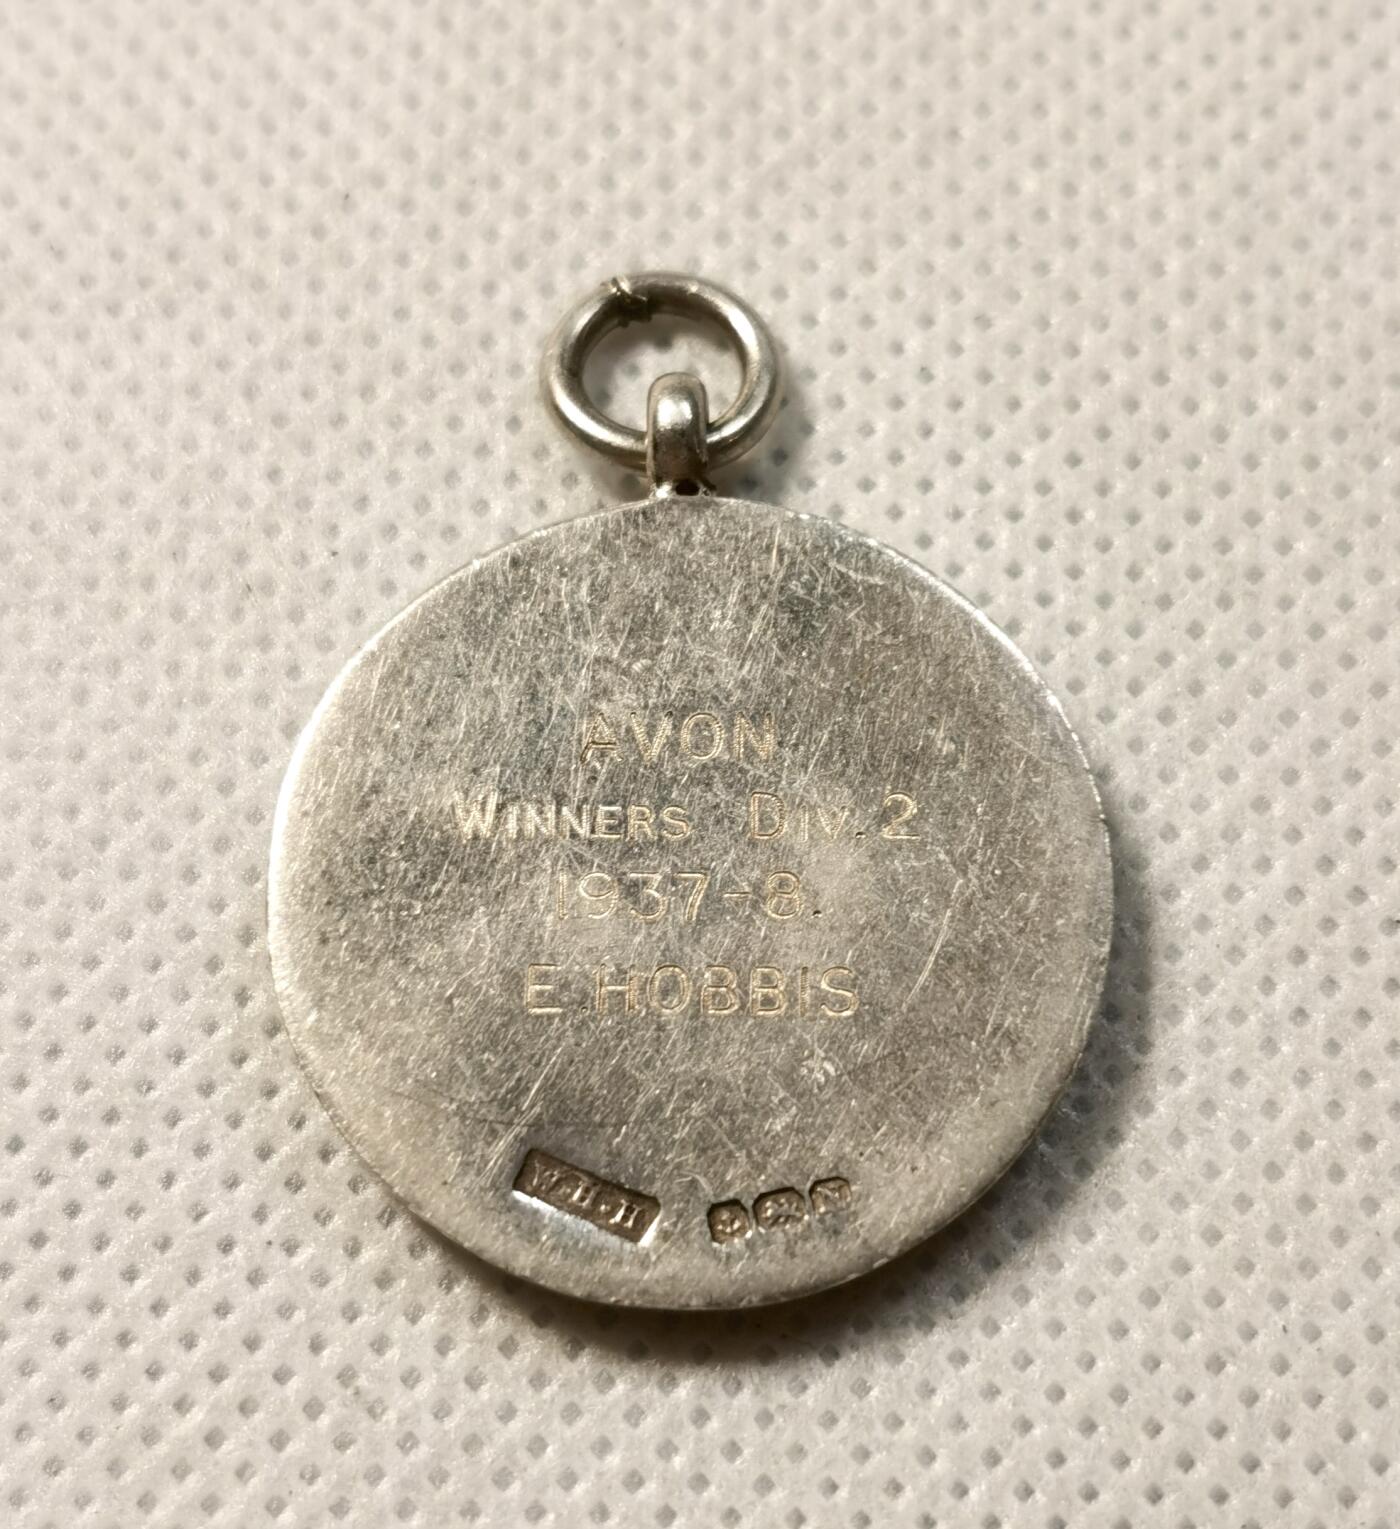 AVON
WINNERS DIV. 2
1937-8.
E. HOBBIS
W.H.H N